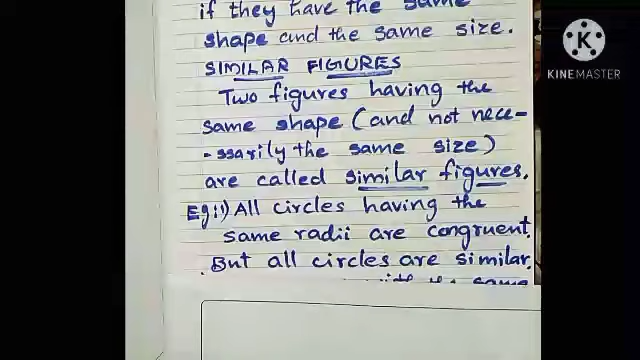 if they have the same
shape and the same size.
SIMILAR FIGURES
Two figures having the
same shape (and not nece-
-ssarily the same size)
are called similar figures.
Eg:1) All circles having the
same radii are congruent.
But all circles are similar.
same
K
KINEMASTER